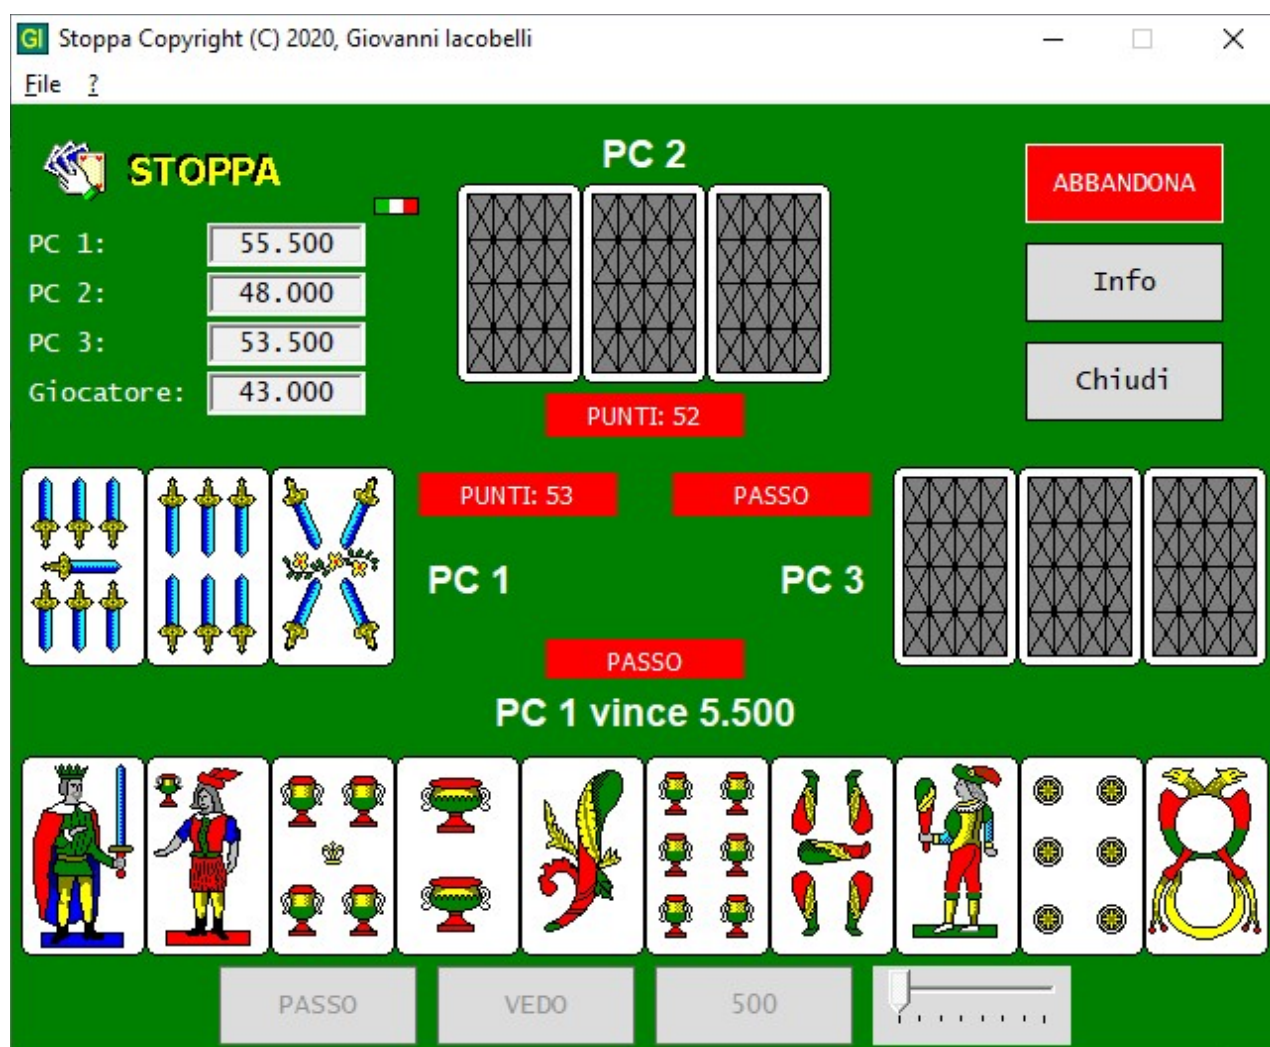 GI Stoppa Copyright (C) 2020, Giovanni Iacobelli
File ?
STOPPA
PC 2
ABBANDONA
PC 1: 55.500
Info
PC 2: 48.000
PC 3: 53.500
Chiudi
Giocatore: 43.000
PUNTI: 52
PUNTI: 53
PASSO
PC 1
PC 3
PASSO
PC 1 vince 5.500
PASSO
VEDO
500